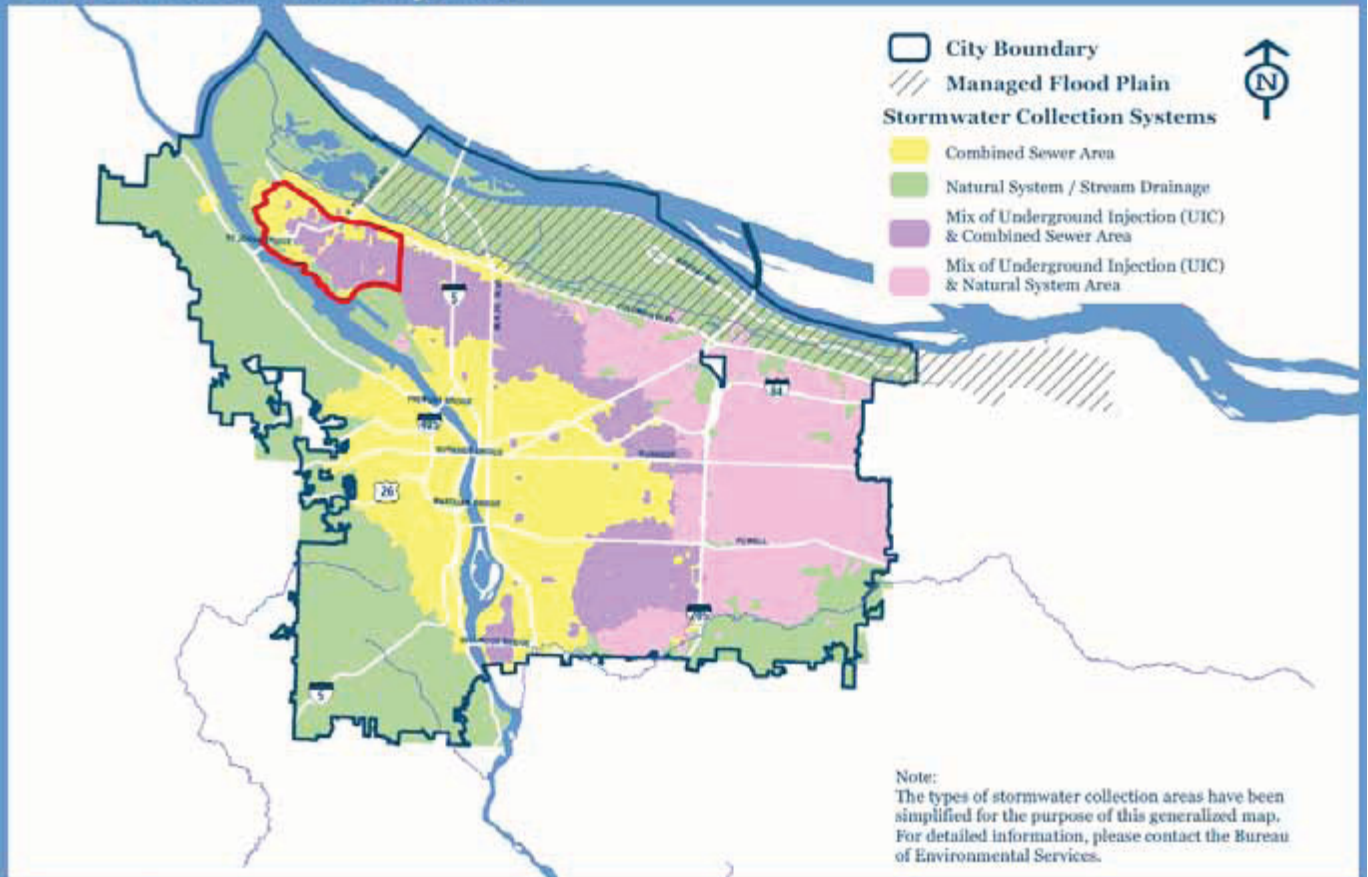 City Boundary
Managed Flood Plain
Stormwater Collection Systems
Combined Sewer Area
Natural System / Stream Drainage
Mix of Underground Injection (UIC)
& Combined Sewer Area
Mix of Underground Injection (UIC)
& Natural System Area
N
5
84
405
26
POWELL
205
5
Note:
The types of stormwater collection areas have been
simplified for the purpose of this generalized map.
For detailed information, please contact the Bureau
of Environmental Services.